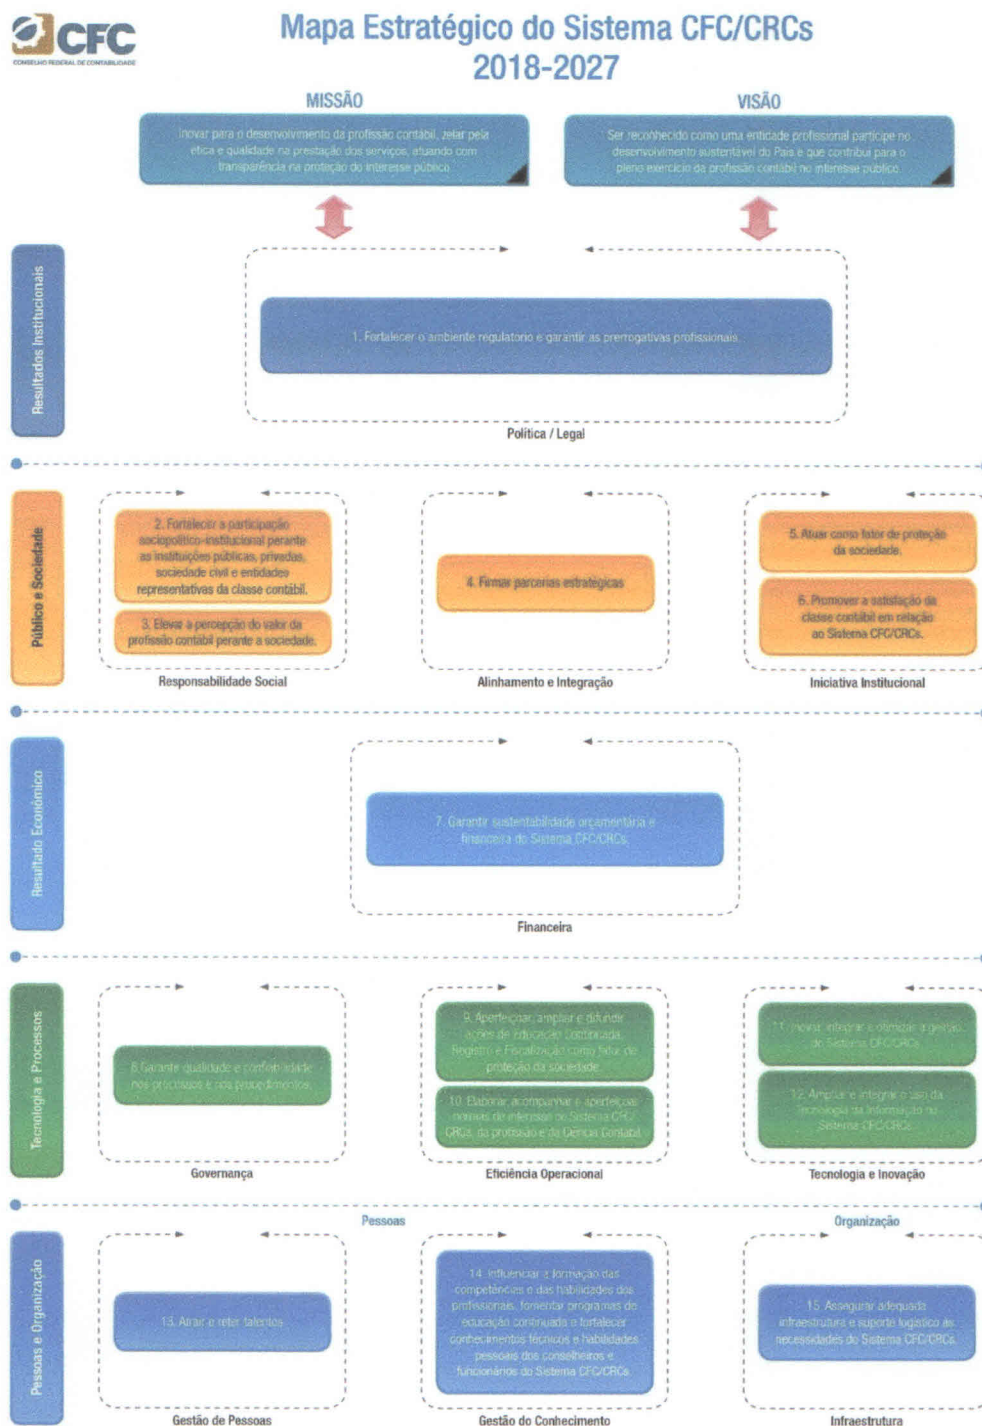 CFC
CONSELHO FEDERAL DE CONTABILIDADE
Mapa Estratégico do Sistema CFC/CRCs
2018-2027
MISSÃO
Inovar para o desenvolvimento da profissão contábil, zelar pela
ética e qualidade na prestação dos serviços, atuando com
transparência na proteção do interesse público.
VISÃO
Ser reconhecido como uma entidade profissional partícipe no
desenvolvimento sustentável do País e que contribui para o
pleno exercício da profissão contábil no interesse público.
Resultados Institucionais
1. Fortalecer o ambiente regulatório e garantir as prerrogativas profissionais.
Política / Legal
Público e Sociedade
2. Fortalecer a participação
sociopolítico-institucional perante
as instituições públicas, privadas,
sociedade civil e entidades
representativas da classe contábil.
3. Elevar a percepção do valor da
profissão contábil perante a sociedade.
Responsabilidade Social
4. Firmar parcerias estratégicas
Alinhamento e Integração
5. Atuar como fator de proteção
da sociedade.
6. Promover a satisfação da
classe contábil em relação
ao Sistema CFC/CRCs.
Iniciativa Institucional
Resultado Econômico
7. Garantir sustentabilidade orçamentária e
financeira do Sistema CFC/CRCs.
Financeira
Tecnologia e Processos
8. Garantir qualidade e confiabilidade
nos processos e nos procedimentos.
Governança
9. Aperfeiçoar, ampliar e difundir
ações de Educação Continuada,
Registro e Fiscalização como fator de
proteção da sociedade.
10. Elaborar, acompanhar e aperfeiçoar
normas de interesse do Sistema CFC/
CRCs, da profissão e da Ciência Contábil.
Eficiência Operacional
11. Inovar, integrar e otimizar a gestão
do Sistema CFC/CRCs.
12. Ampliar e integrar o uso da
Tecnologia da Informação no
Sistema CFC/CRCs.
Tecnologia e Inovação
Pessoas
Organização
Pessoas e Organização
13. Atrair e reter talentos
Gestão de Pessoas
14. Influenciar a formação das
competências e das habilidades dos
profissionais, fomentar programas de
educação continuada e fortalecer
conhecimentos técnicos e habilidades
pessoais dos conselheiros e
funcionários do Sistema CFC/CRCs.
Gestão do Conhecimento
15. Assegurar adequada
infraestrutura e suporte logístico às
necessidades do Sistema CFC/CRCs.
Infraestrutura